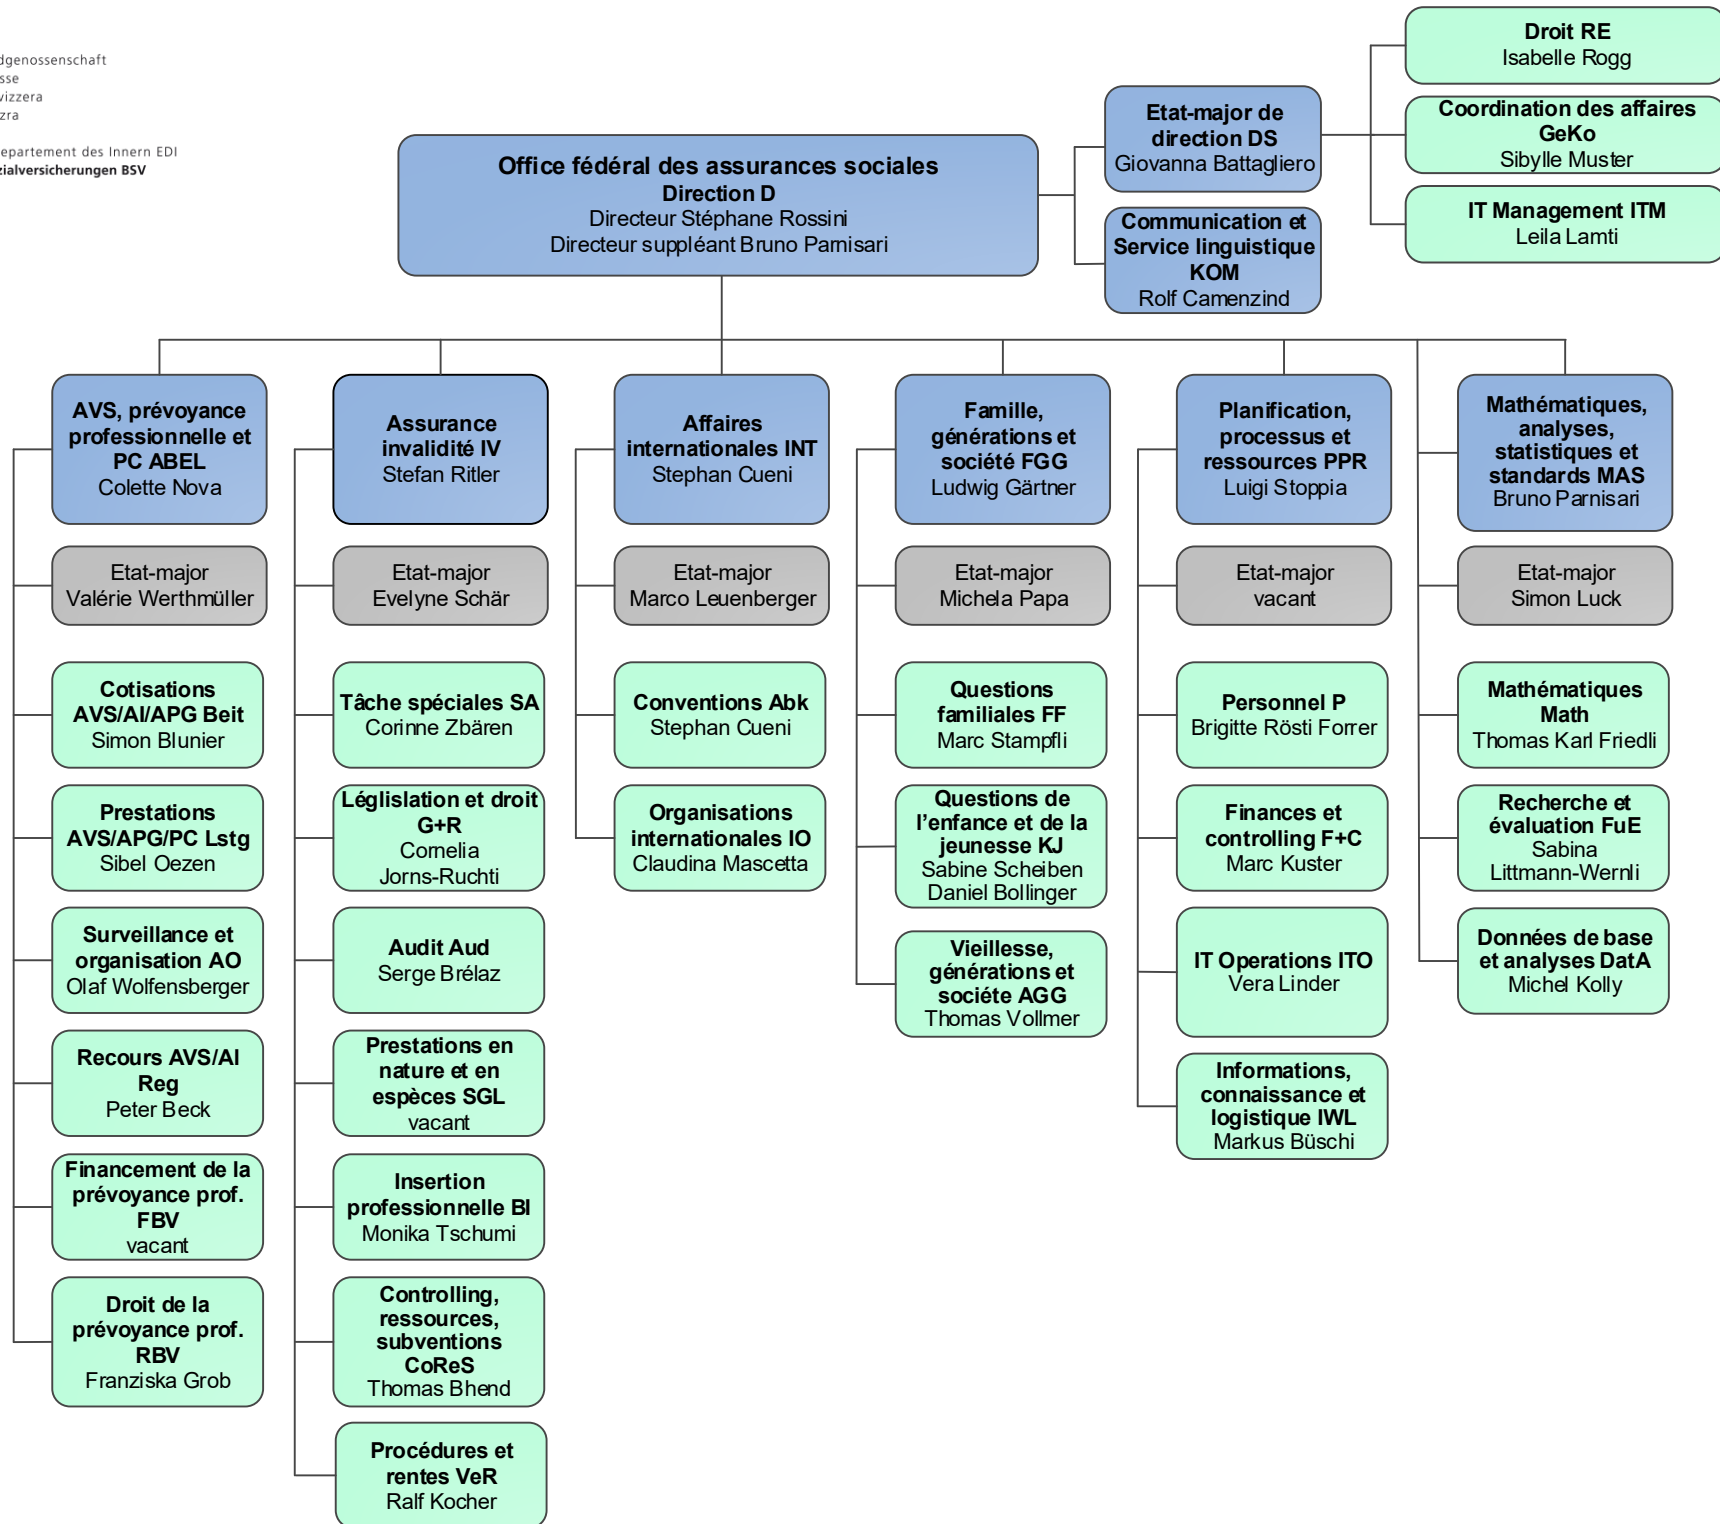 dgenossenschaft
sse
vizzera
zra
epartement des Innern EDI
zialversicherungen BSV
Office fédéral des assurances sociales
Direction D
Directeur Stéphane Rossini
Directeur suppléant Bruno Parnisari
Etat-major de
direction DS
Giovanna Battagliero
Communication et
Service linguistique
KOM
Rolf Camenzind
Droit RE
Isabelle Rogg
Coordination des affaires
GeKo
Sibylle Muster
IT Management ITM
Leila Lamti
AVS, prévoyance
professionnelle et
PC ABEL
Colette Nova
Etat-major
Valérie Werthmüller
Cotisations
AVS/AI/APG Beit
Simon Blunier
Prestations
AVS/APG/PC Lstg
Sibel Oezen
Surveillance et
organisation AO
Olaf Wolfensberger
Recours AVS/AI
Reg
Peter Beck
Financement de la
prévoyance prof.
FBV
vacant
Droit de la
prévoyance prof.
RBV
Franziska Grob
Assurance
invalidité IV
Stefan Ritler
Etat-major
Evelyne Schär
Tâche spéciales SA
Corinne Zbären
Législation et droit
G+R
Cornelia
Jorns-Ruchti
Audit Aud
Serge Brélaz
Prestations en
nature et en
espèces SGL
vacant
Insertion
professionnelle BI
Monika Tschumi
Controlling,
ressources,
subventions
CoReS
Thomas Bhend
Procédures et
rentes VeR
Ralf Kocher
Affaires
internationales INT
Stephan Cueni
Etat-major
Marco Leuenberger
Conventions Abk
Stephan Cueni
Organisations
internationales IO
Claudina Mascetta
Famille,
générations et
société FGG
Ludwig Gärtner
Etat-major
Michela Papa
Questions
familiales FF
Marc Stampfli
Questions de
l'enfance et de la
jeunesse KJ
Sabine Scheiben
Daniel Bollinger
Vieillesse,
générations et
sociéte AGG
Thomas Vollmer
Planification,
processus et
ressources PPR
Luigi Stoppia
Etat-major
vacant
Personnel P
Brigitte Rösti Forrer
Finances et
controlling F+C
Marc Kuster
IT Operations ITO
Vera Linder
Informations,
connaissance et
logistique IWL
Markus Büschi
Mathématiques,
analyses,
statistiques et
standards MAS
Bruno Parnisari
Etat-major
Simon Luck
Mathématiques
Math
Thomas Karl Friedli
Recherche et
évaluation FuE
Sabina
Littmann-Wernli
Données de base
et analyses DatA
Michel Kolly